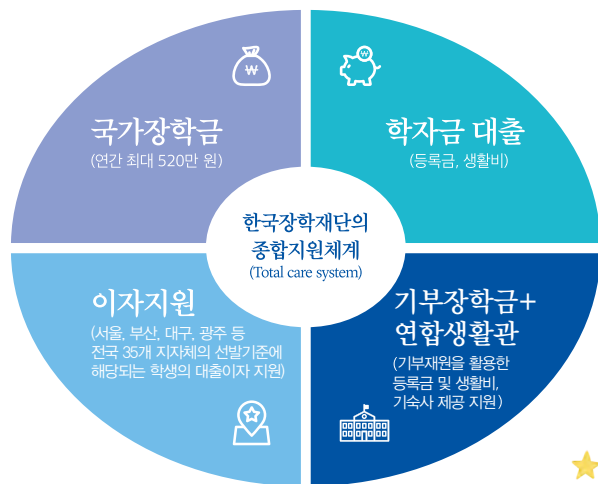 국가장학금
(연간 최대 520만 원)
학자금 대출
(등록금, 생활비)
한국장학재단의
종합지원체계
(Total care system)
이자지원
(서울, 부산, 대구, 광주 등
전국 35개 지자체의 선발기준에
해당되는 학생의 대출이자 지원)
기부장학금+
연합생활관
(기부재원을 활용한
등록금 및 생활비,
기숙사 제공 지원)